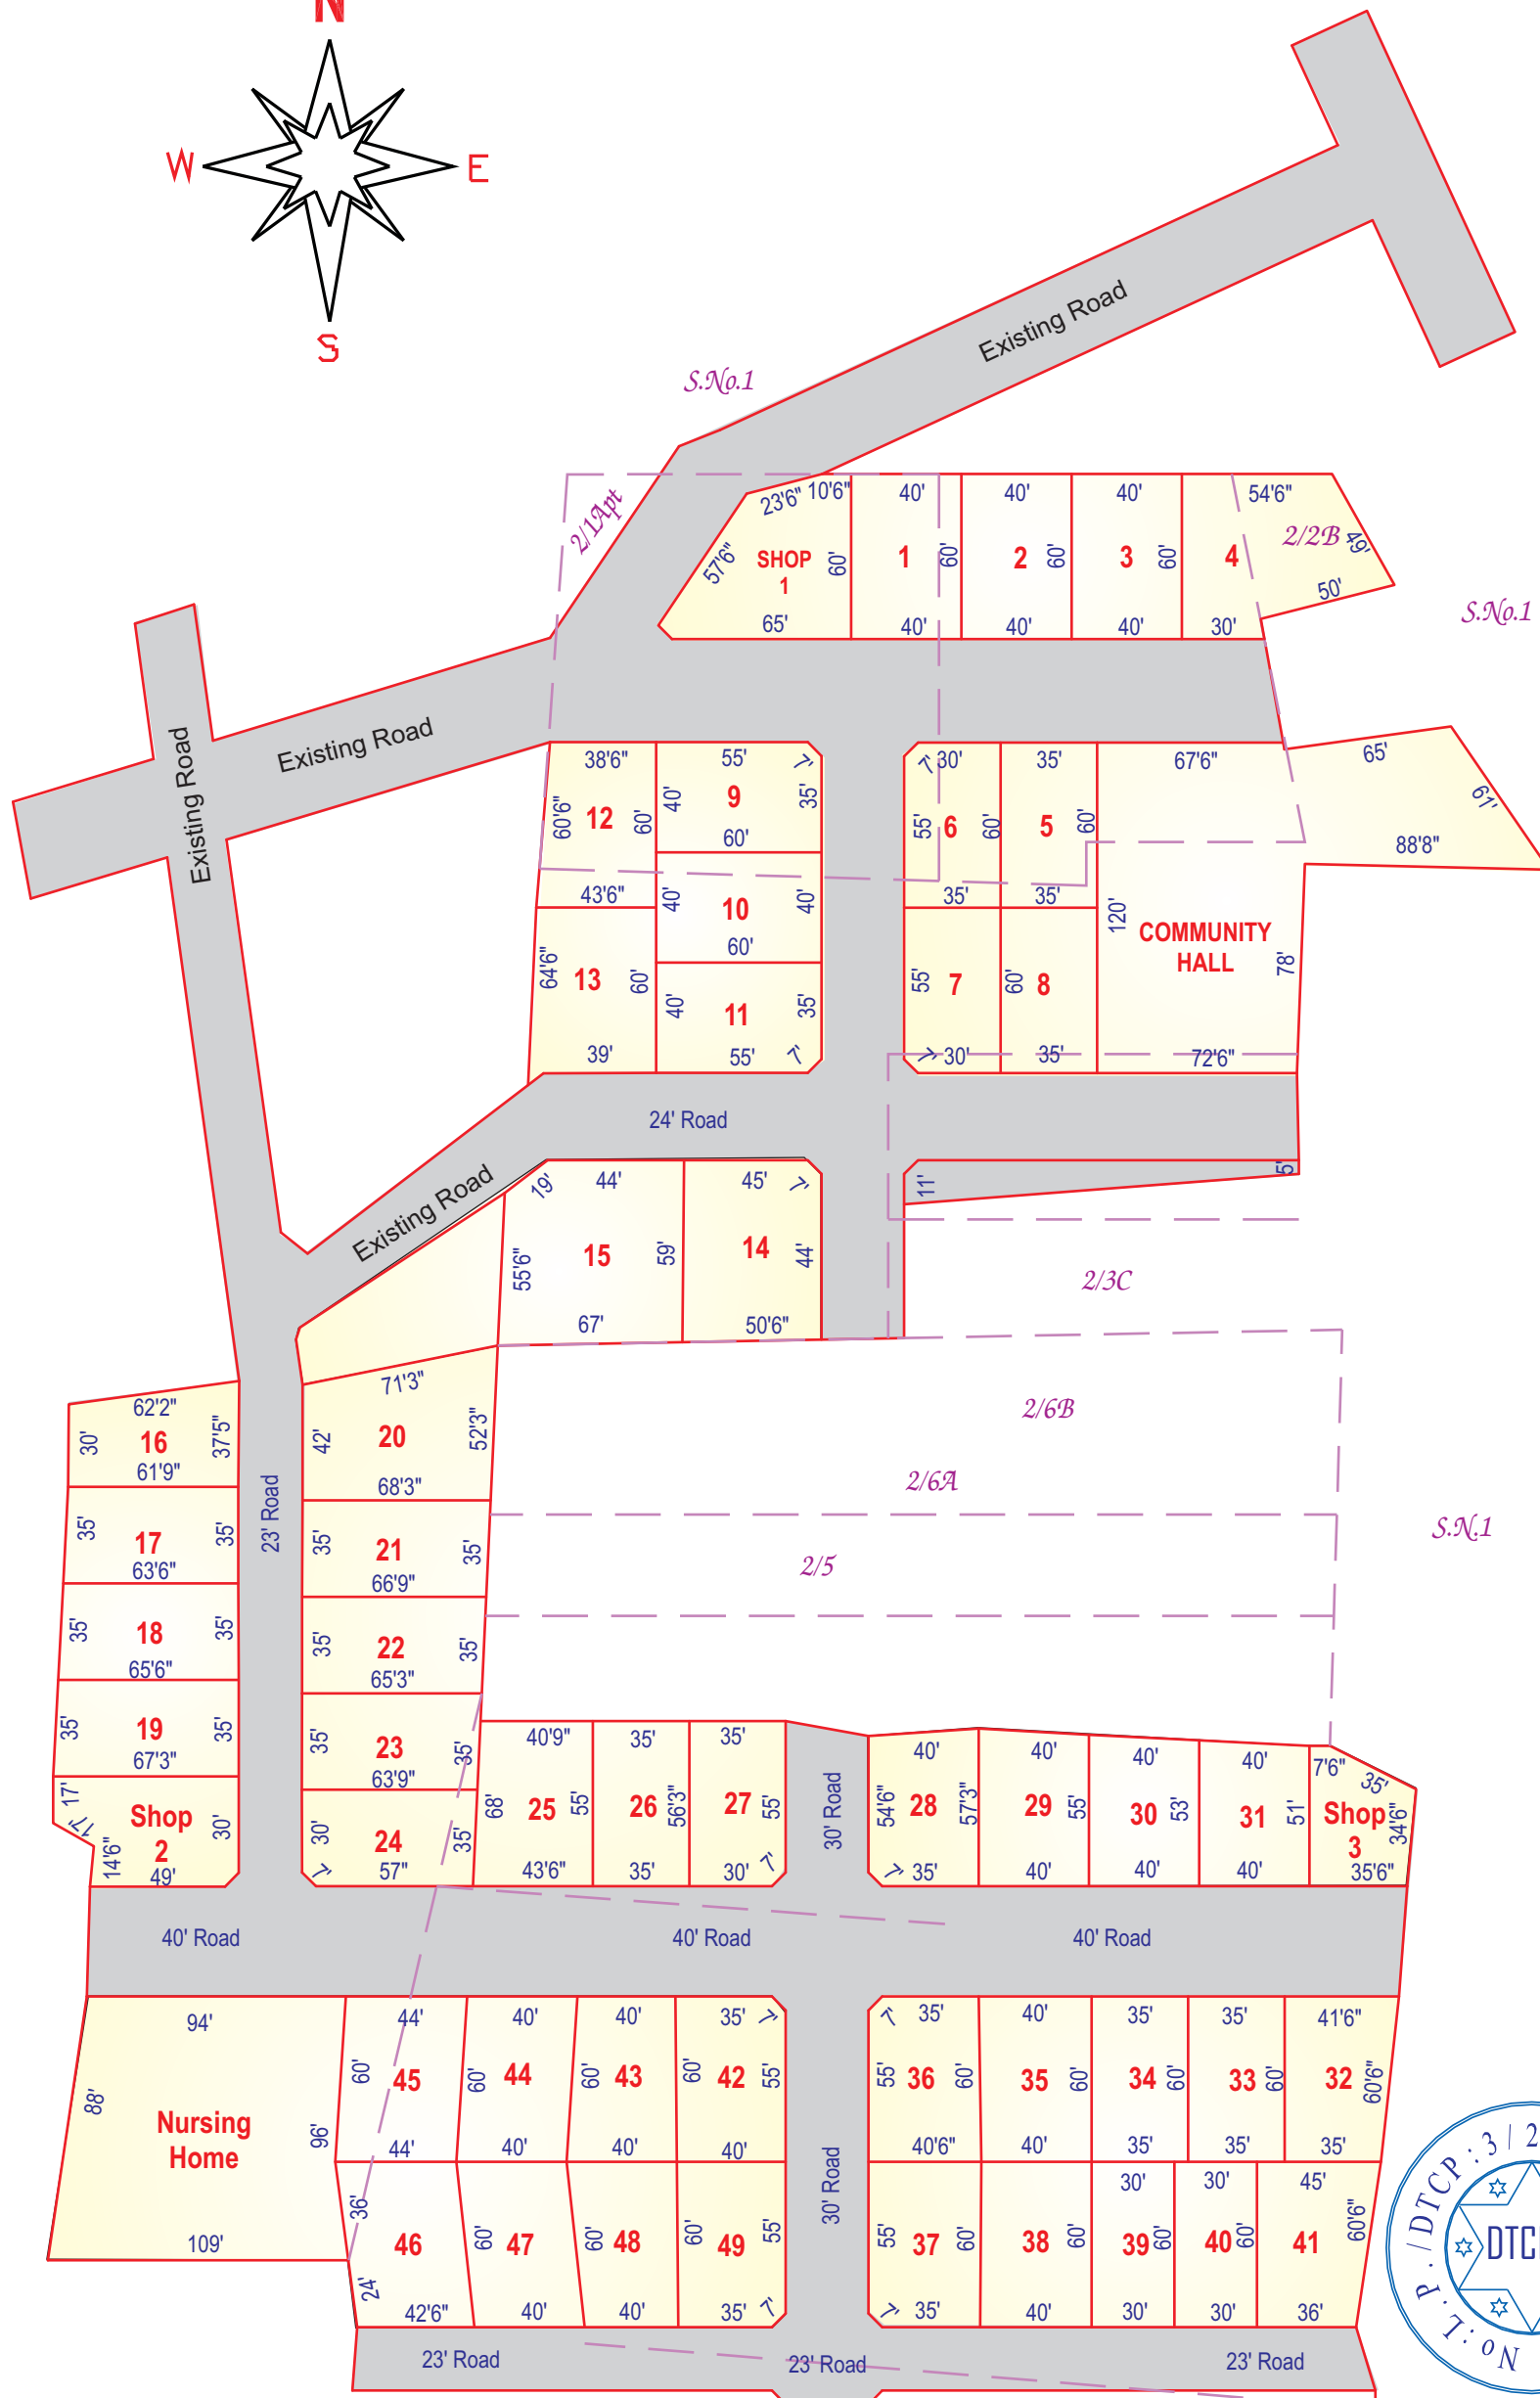 N
W
E
S
Existing Road
S.No.1
2/1Apt
23'6" 10'6" 40' 40' 40' 54'6"
57'6" SHOP 1 60' 1 60' 2 60' 3 60' 4 2/2B 49'
65' 40' 40' 40' 30' 50'
S.No.1
Existing Road
Existing Road
38'6" 55' 7' 7' 30' 35' 67'6" 65'
60'6" 12 60' 40' 9 35' 55' 6 60' 5 60' 61'
60' 88'8"
43'6" 40' 10 40' 35' 35' 120' COMMUNITY
HALL
60'
64'6" 13 60' 40' 11 35' 55' 7 60' 8 78'
39' 55' 7' 7' 30' 35' 72'6"
24' Road
Existing Road
19' 44' 45' 7' 11' 5'
55'6" 15 59' 14 44'
67' 50'6"
2/3C
71'3"
62'2"
30' 16 37'5" 42' 20 52'3"
61'9" 68'3"
2/6B
2/6A
23' Road
S.N.1
35' 17 35' 35' 21 35'
63'6" 66'9"
2/5
35' 18 35' 35' 22 35'
65'6" 65'3"
35' 19 35' 35' 23 35'
67'3" 63'9"
40'9" 35' 35' 40' 40' 40' 40' 7'6" 35'
17' Shop 2 30' 30' 24 35' 68' 25 55' 26 56'3" 27 55' 30' Road 54'6" 28 57'3" 29 55' 30 53' 31 51' Shop 3 34'6"
17' 14'6" 49' 7' 57" 43'6" 35' 30' 7' 7' 35' 40' 40' 40' 35'6"
40' Road 40' Road 40' Road
94' 44' 40' 40' 35' 7' 7' 35' 40' 35' 35' 41'6"
88' Nursing
Home 96' 60' 45 60' 44 60' 43 60' 42 55' 55' 36 60' 35 60' 34 60' 33 60' 32 60'6"
44' 40' 40' 40' 40'6" 40' 35' 35' 35'
30' 30' 45'
109' 36' 24' 46 60' 47 60' 48 60' 49 55' 30' Road 55' 37 60' 38 60' 39 60' 40 60' 41 60'6"
42'6" 40' 40' 35' 7' 7' 35' 40' 30' 30' 36'
23' Road 23' Road 23' Road
No:L.P./DTCP:3/2
DTC